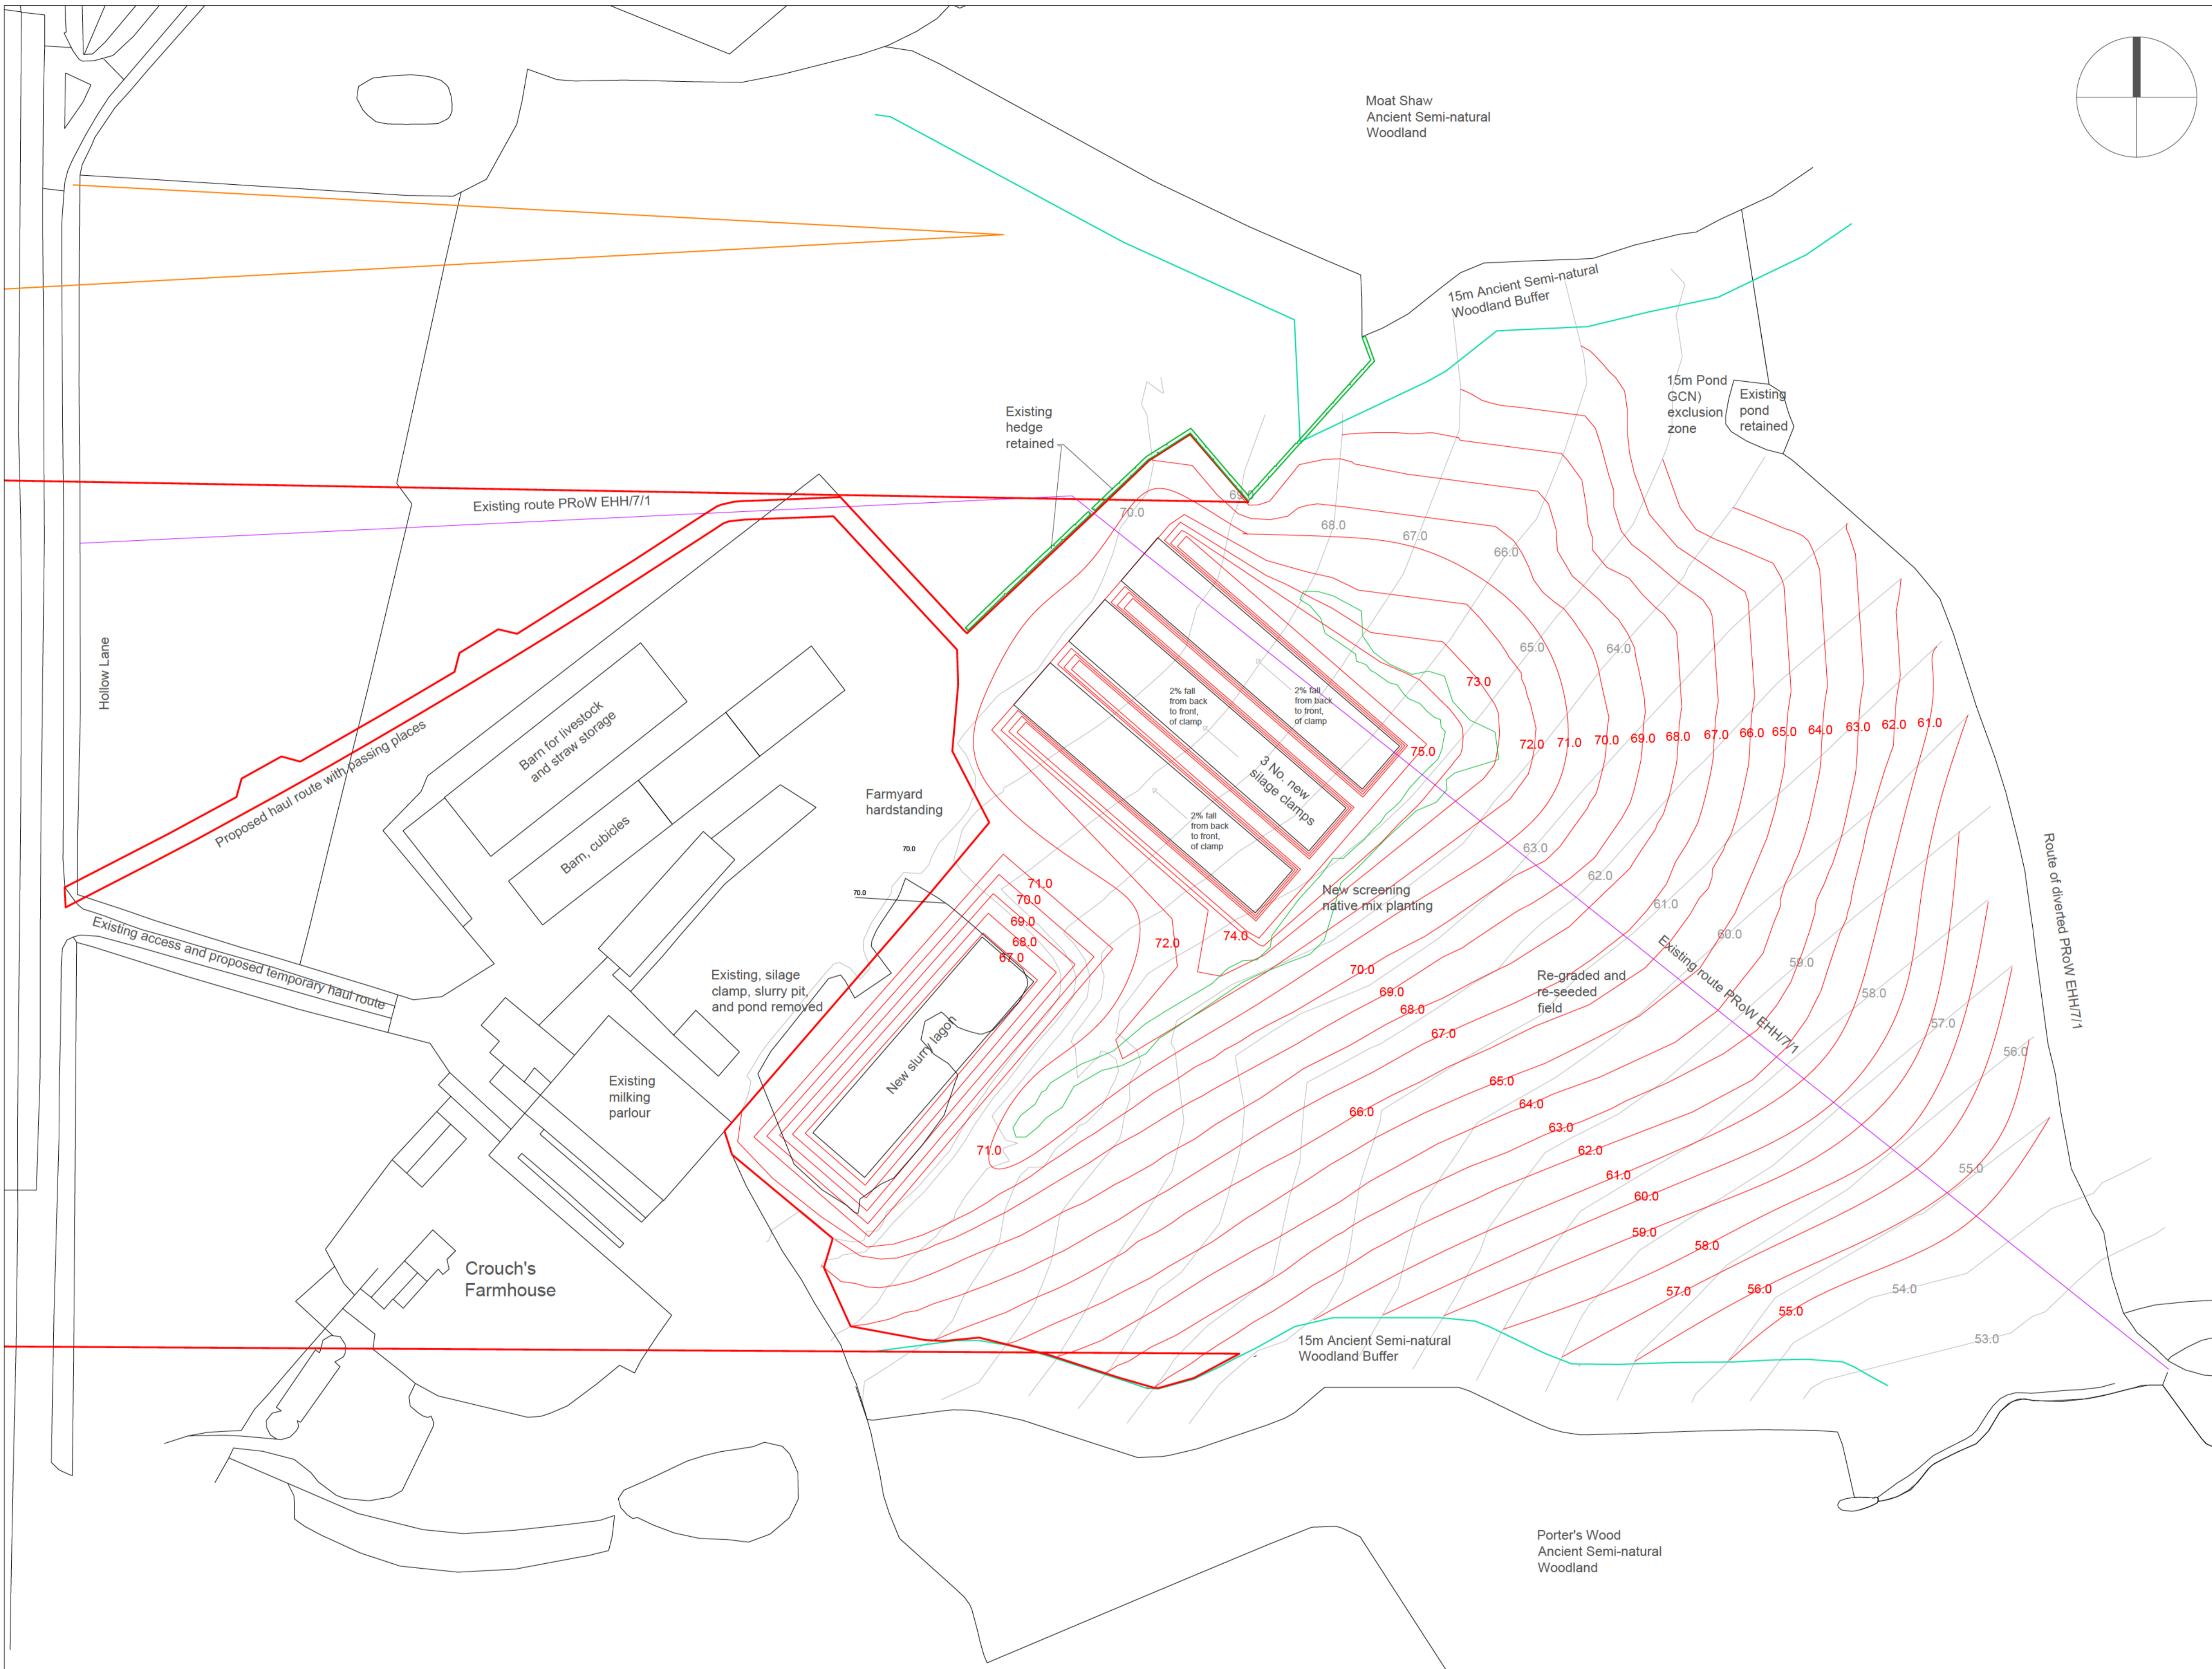 Moat Shaw
Ancient Semi-natural
Woodland
15m Ancient Semi-natural
Woodland Buffer
15m Pond
GCN)
exclusion
zone
Existing
pond
retained
Existing
hedge
retained
Existing route PRoW EHH/7/1
69.0
70.0
68.0
67.0
66.0
65.0
64.0
Hollow Lane
Proposed haul route with passing places
Barn for livestock
and straw storage
Barn, cubicles
Farmyard
hardstanding
70.0
70.0
2% fall
from back
to front,
of clamp
2% fall
from back
to front,
of clamp
2% fall
from back
to front,
of clamp
3 No. new
silage clamps
73.0
75.0
72.0
71.0
70.0
69.0
68.0
67.0
66.0
65.0
64.0
63.0
62.0
61.0
63.0
62.0
61.0
60.0
59.0
58.0
57.0
56.0
55.0
54.0
53.0
New screening
native mix planting
71.0
70.0
69.0
68.0
67.0
72.0
74.0
Existing access and proposed temporary haul route
Existing, silage
clamp, slurry pit,
and pond removed
New slurry lagoon
Existing
milking
parlour
71.0
70.0
69.0
68.0
67.0
66.0
65.0
64.0
63.0
62.0
61.0
60.0
59.0
58.0
57.0
56.0
55.0
Re-graded and
re-seeded
field
Existing route PRoW EHH/7/1
Route of diverted PRoW EHH/7/1
Crouch's
Farmhouse
15m Ancient Semi-natural
Woodland Buffer
Porter's Wood
Ancient Semi-natural
Woodland